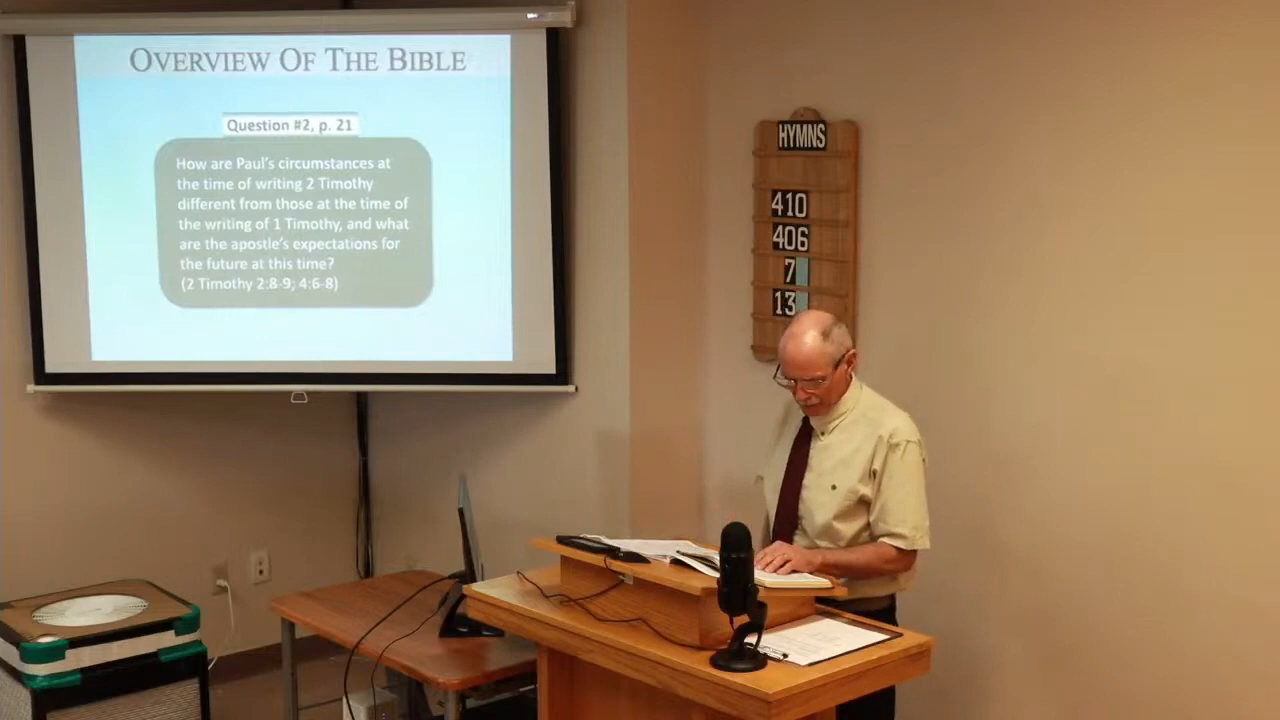 OVERVIEW OF THE BIBLE
Question #2, p. 21
How are Paul's circumstances at
the time of writing 2 Timothy
different from those at the time of
the writing of 1 Timothy, and what
are the apostle's expectations for
the future at this time?
(2 Timothy 2:8-9; 4:6-8)
HYMNS
410
406
7
13